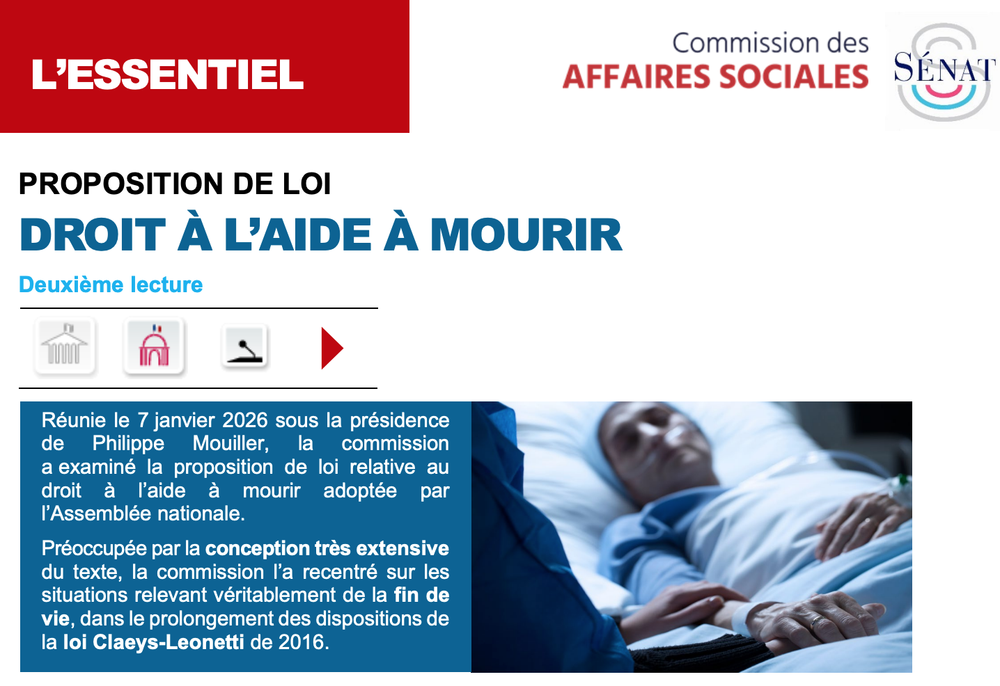 L’ESSENTIEL
Commission des
AFFAIRES SOCIALES
SÉNAT
PROPOSITION DE LOI
DROIT À L’AIDE À MOURIR
Deuxième lecture
Réunie le 7 janvier 2026 sous la présidence
de Philippe Mouiller, la commission
a examiné la proposition de loi relative au
droit à l’aide à mourir adoptée par
l’Assemblée nationale.
Préoccupée par la conception très extensive
du texte, la commission l’a recentré sur les
situations relevant véritablement de la fin de
vie, dans le prolongement des dispositions de
la loi Claeys-Leonetti de 2016.